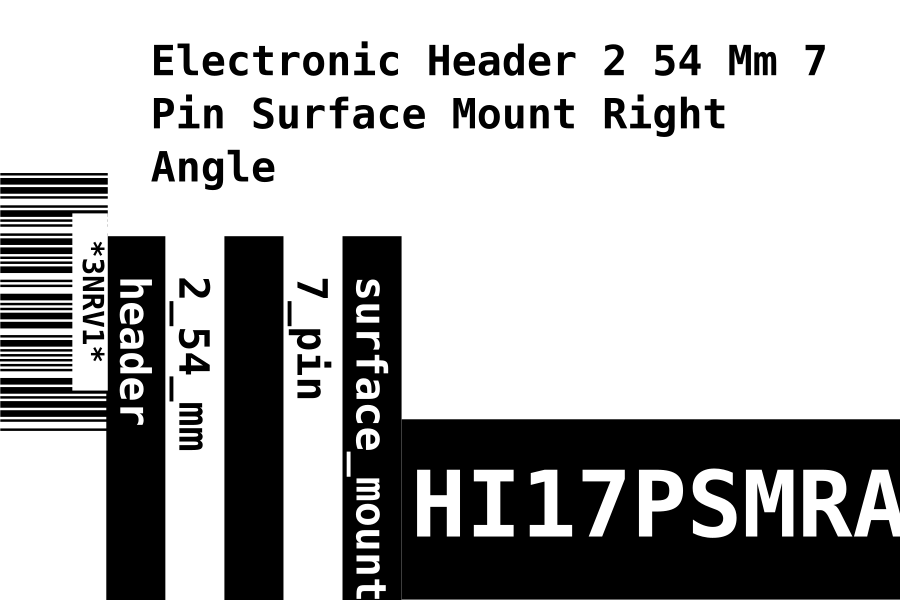 Electronic Header 2 54 Mm 7
Pin Surface Mount Right
Angle
*3NRV1*
header
2_54_mm
7_pin
surface_mount
HI17PSMRA